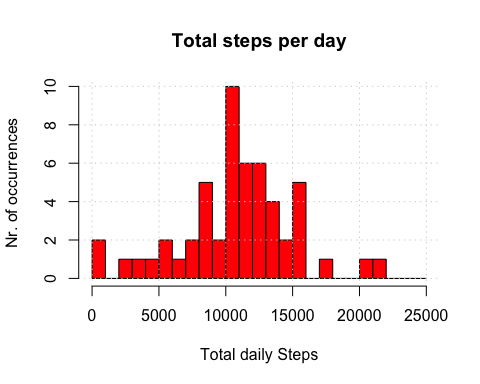 Total steps per day
Nr. of occurrences
10
8
6
4
2
0
0 5000 10000 15000 20000 25000
Total daily Steps